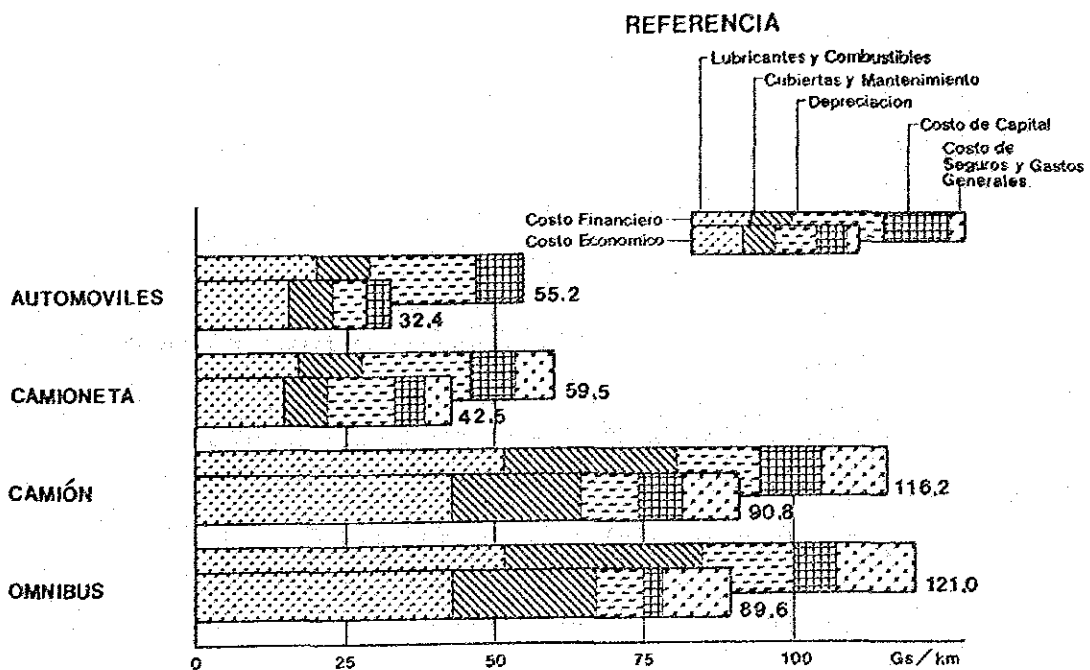 REFERENCIA
Lubricantes y Combustibles
Cubiertas y Mantenimiento
Depreciacion
Costo de Capital
Costo de
Seguros y Gastos
Generales.
Costo Financiero
Costo Economico
AUTOMOVILES
55.2
32,4
CAMIONETA
59,5
42,5
CAMIÓN
116,2
90,8
OMNIBUS
121,0
89,6
0 25 50 75 100 Gs/km